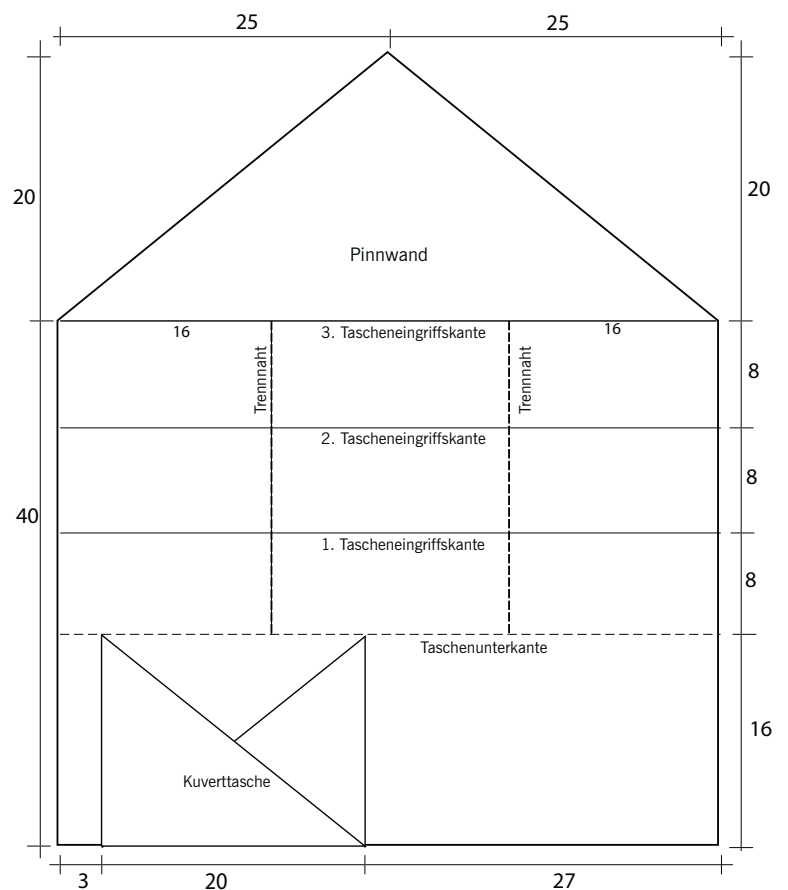 25 25
20
20
Pinnwand
16 3. Tascheneingriffskante 16
Trennnaht Trennnaht
8
2. Tascheneingriffskante
8
40
1. Tascheneingriffskante
8
Taschenunterkante
16
Kuverttasche
3 20 27